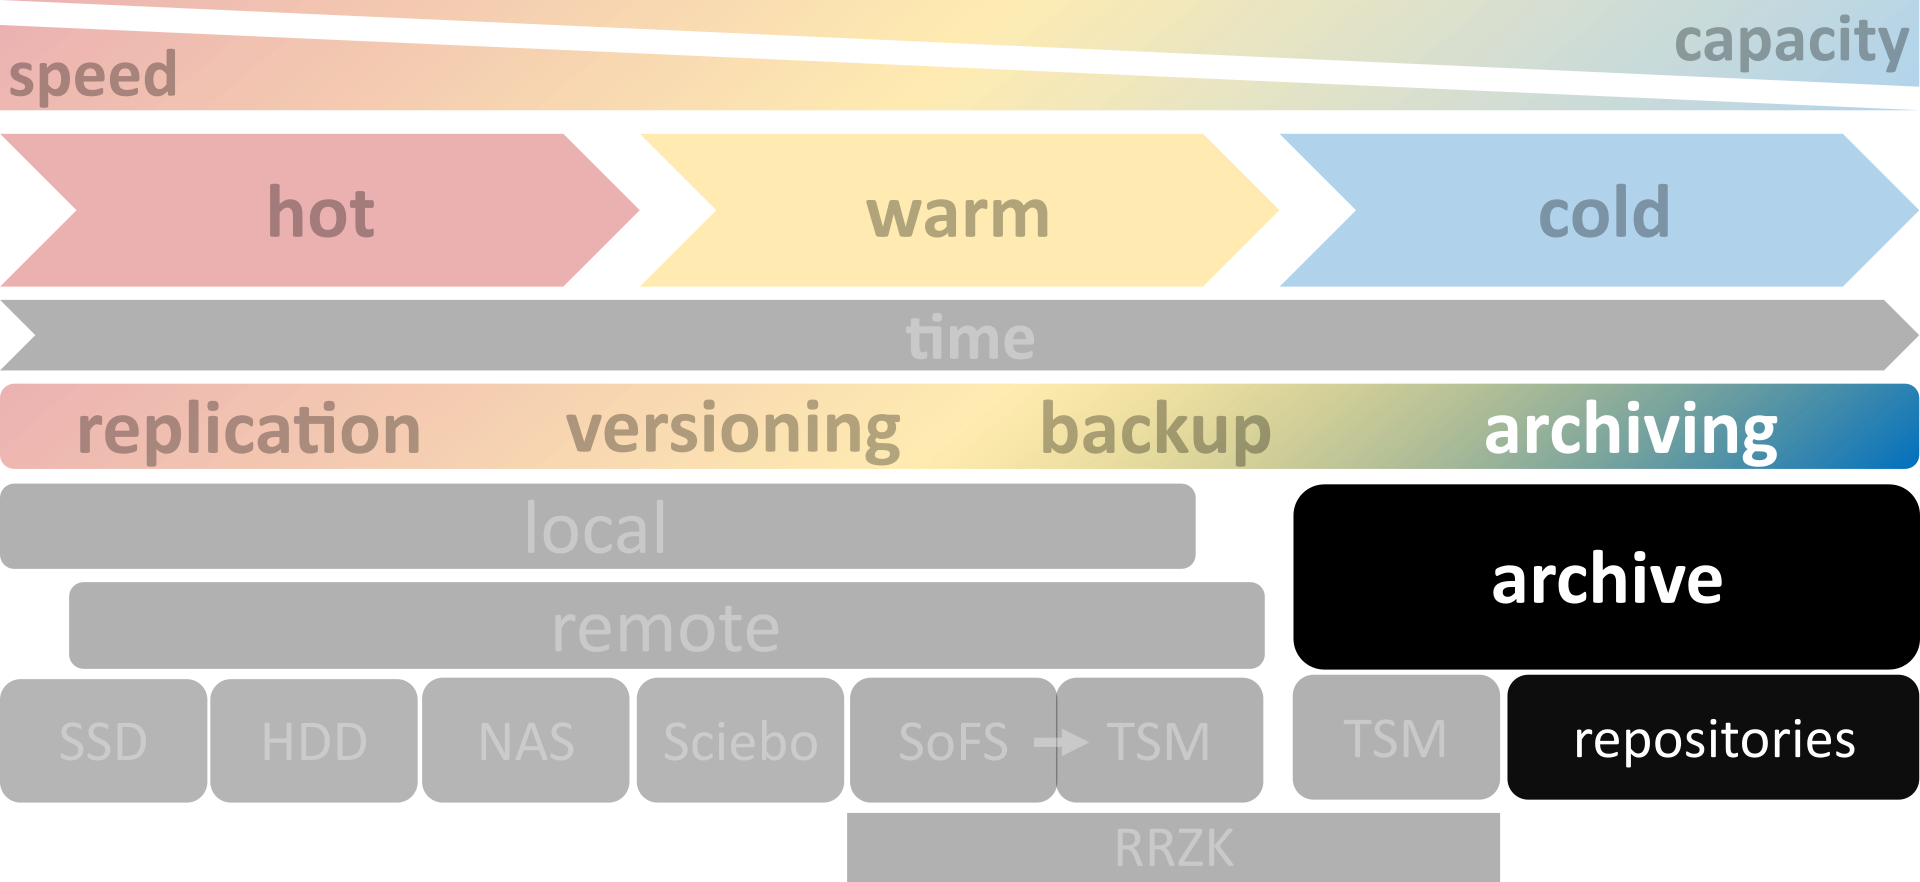 speed
capacity
hot
warm
cold
time
replication
versioning
backup
archiving
local
remote
archive
SSD
HDD
NAS
Sciebo
SoFS
TSM
TSM
repositories
RRZK